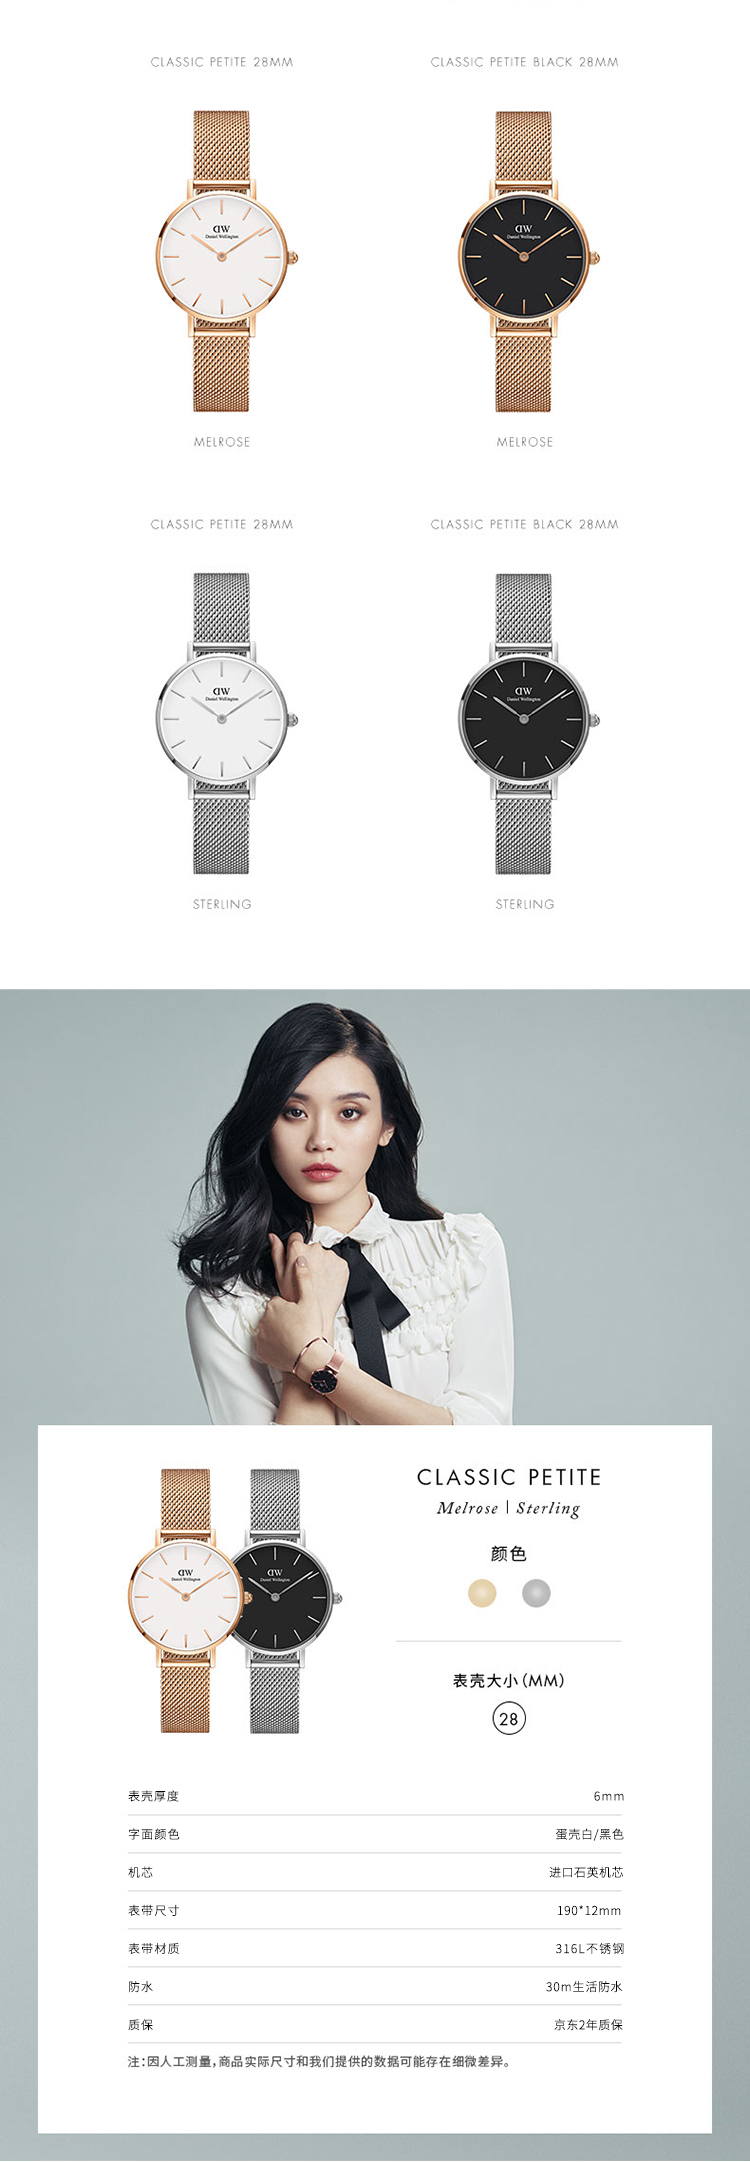 CLASSIC PETITE 28MM
CLASSIC PETITE BLACK 28MM
DW
Daniel Wellington
DW
Daniel Wellington
MELROSE
MELROSE
CLASSIC PETITE 28MM
CLASSIC PETITE BLACK 28MM
DW
Daniel Wellington
DW
Daniel Wellington
STERLING
STERLING
DW
Daniel Wellington
DW
Daniel Wellington
CLASSIC PETITE
Melrose | Sterling
颜色
表壳大小(MM)
28
表壳厚度 6mm
字面颜色 蛋壳白/黑色
机芯 进口石英机芯
表带尺寸 190*12mm
表带材质 316L不锈钢
防水 30m生活防水
质保 京东2年质保
注:因人工测量,商品实际尺寸和我们提供的数据可能存在细微差异。